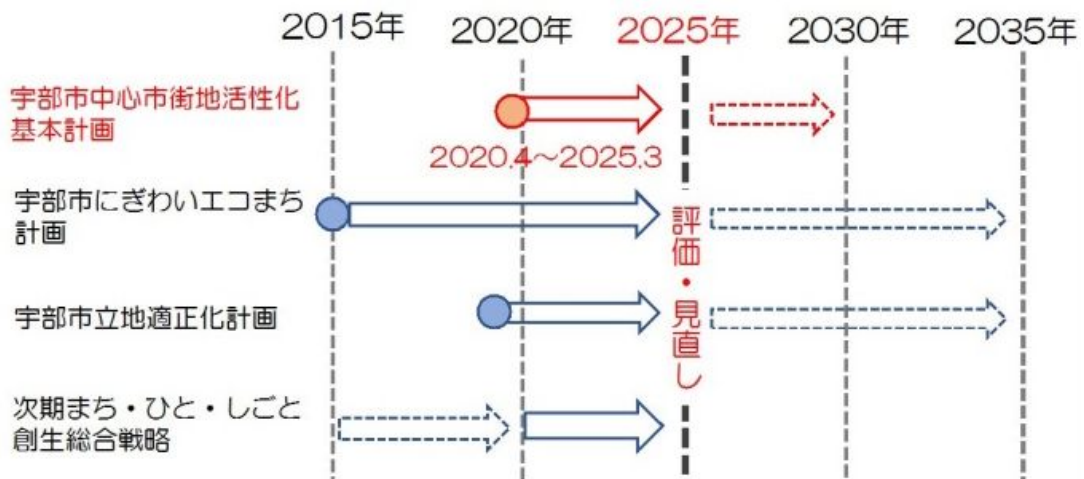 2015年 2020年 2025年 2030年 2035年
宇部市中心市街地活性化
基本計画
2020.4～2025.3
宇部市にぎわいエコまち
計画
評価・見直し
宇部市立地適正化計画
次期まち・ひと・しごと
創生総合戦略